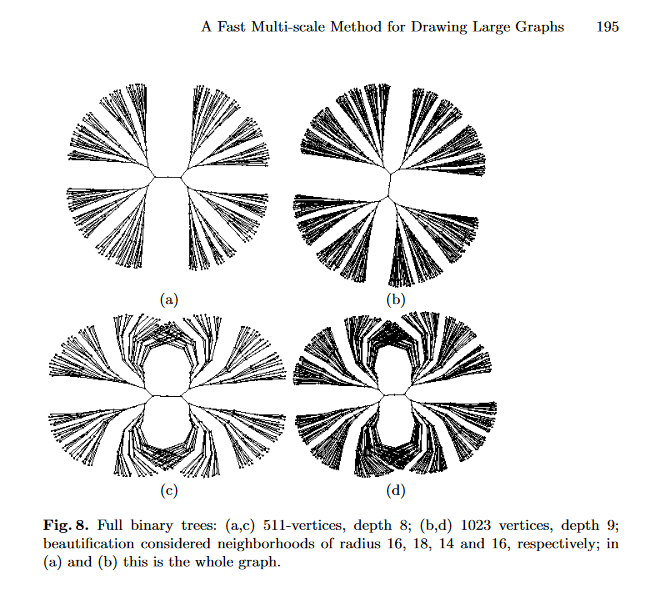 A Fast Multi-scale Method for Drawing Large Graphs 195
(a)
(b)
(c)
(d)
Fig. 8. Full binary trees: (a,c) 511-vertices, depth 8; (b,d) 1023 vertices, depth 9;
beautification considered neighborhoods of radius 16, 18, 14 and 16, respectively; in
(a) and (b) this is the whole graph.